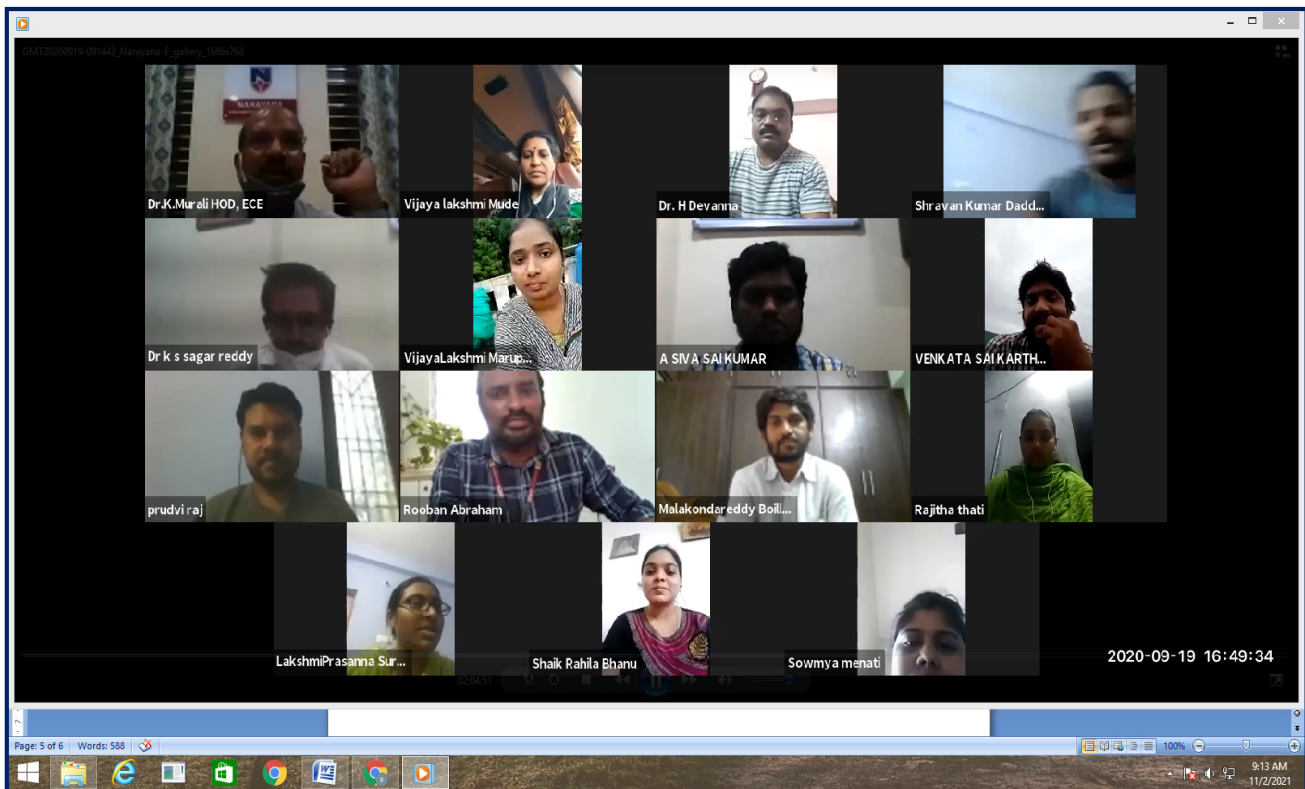 GMT20200919-091442_Narayana-E_gallery_1686x768
NARAYANA
Dr.K.Murali HOD, ECE
Vijaya lakshmi Mude
Dr. H Devanna
Shravan Kumar Dadd...
Dr k s sagar reddy
VijayaLakshmi Marup...
A SIVA SAI KUMAR
VENKATA SAI KARTH...
prudvi raj
Rooban Abraham
Malakondareddy Boill...
Rajitha thati
LakshmiPrasanna Sur...
Shaik Rahila Bhanu
Sowmya menati
2020-09-19 16:49:34
02:04:51
Page: 5 of 6 Words: 588
100%
9:13 AM
11/2/2021